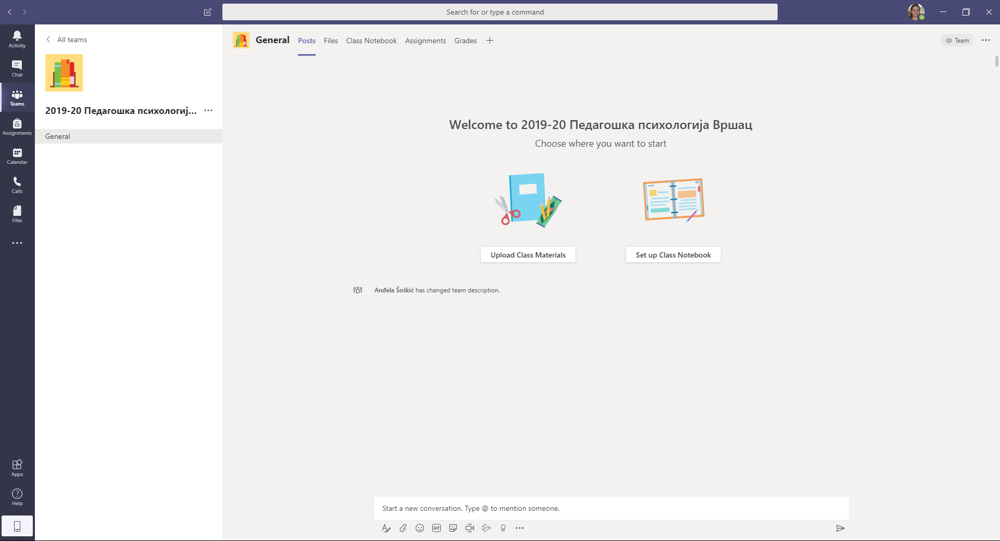 Search for or type a command
Activity
Chat
Teams
Assignments
Calendar
Calls
Files
Apps
Help
All teams
2019-20 Педагошка психологиј...
General
General
Posts
Files
Class Notebook
Assignments
Grades
Team
Welcome to 2019-20 Педагошка психологија Вршац
Choose where you want to start
Upload Class Materials
Set up Class Notebook
Anđela Šoškić has changed team description.
Start a new conversation. Type @ to mention someone.
GIF